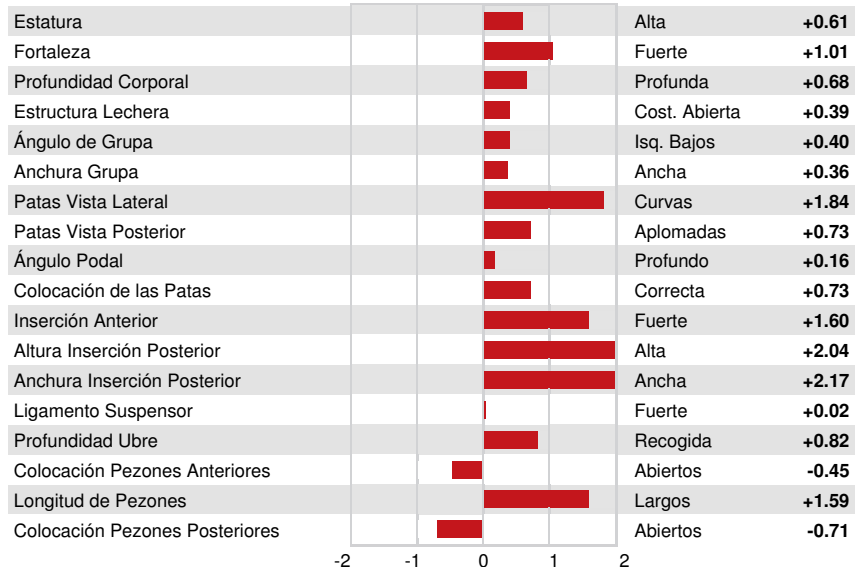 Estatura Alta +0.61
Fortaleza Fuerte +1.01
Profundidad Corporal Profunda +0.68
Estructura Lechera Cost. Abierta +0.39
Ángulo de Grupa Isq. Bajos +0.40
Anchura Grupa Ancha +0.36
Patas Vista Lateral Curvas +1.84
Patas Vista Posterior Aplomadas +0.73
Ángulo Podal Profundo +0.16
Colocación de las Patas Correcta +0.73
Inserción Anterior Fuerte +1.60
Altura Inserción Posterior Alta +2.04
Anchura Inserción Posterior Ancha +2.17
Ligamento Suspensor Fuerte +0.02
Profundidad Ubre Recogida +0.82
Colocación Pezones Anteriores Abiertos -0.45
Longitud de Pezones Largos +1.59
Colocación Pezones Posteriores Abiertos -0.71
-2 -1 0 1 2